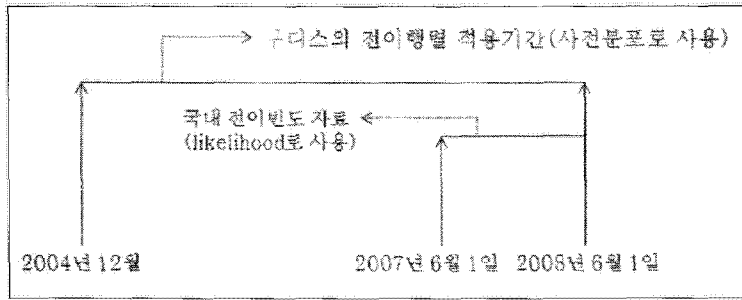 무디스의 전이행렬 적용기간(사전분포로 사용)
국내 전이빈도 자료
(likelihood로 사용)
2004년 12월
2007년 6월 1일
2008년 6월 1일